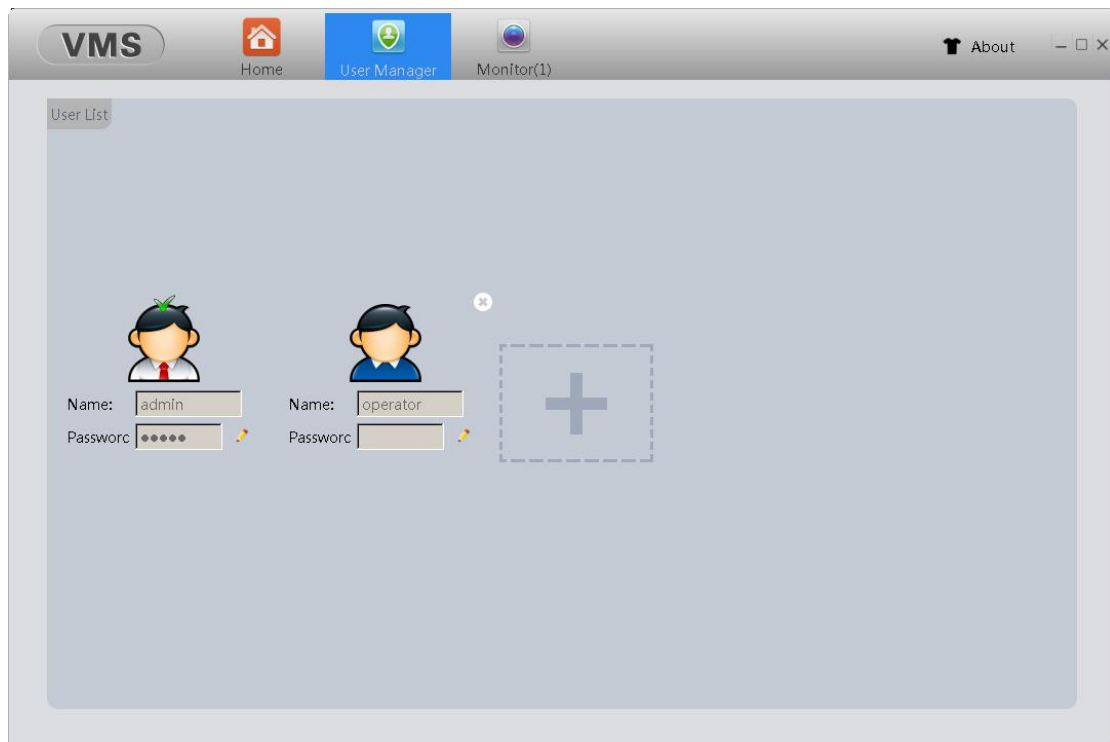 VMS
Home
User Manager
Monitor(1)
About
User List
Name: admin
Name: operator
Passworc ●●●●●
Passworc